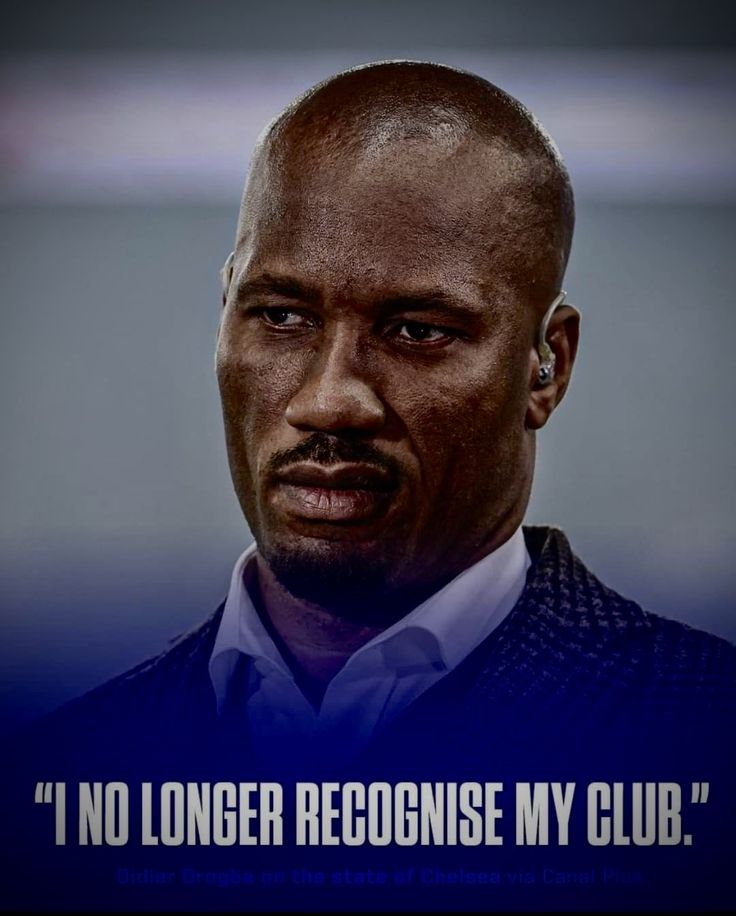 “I NO LONGER RECOGNISE MY CLUB.”
Didier Drogba on the state of Chelsea via Canal Plus